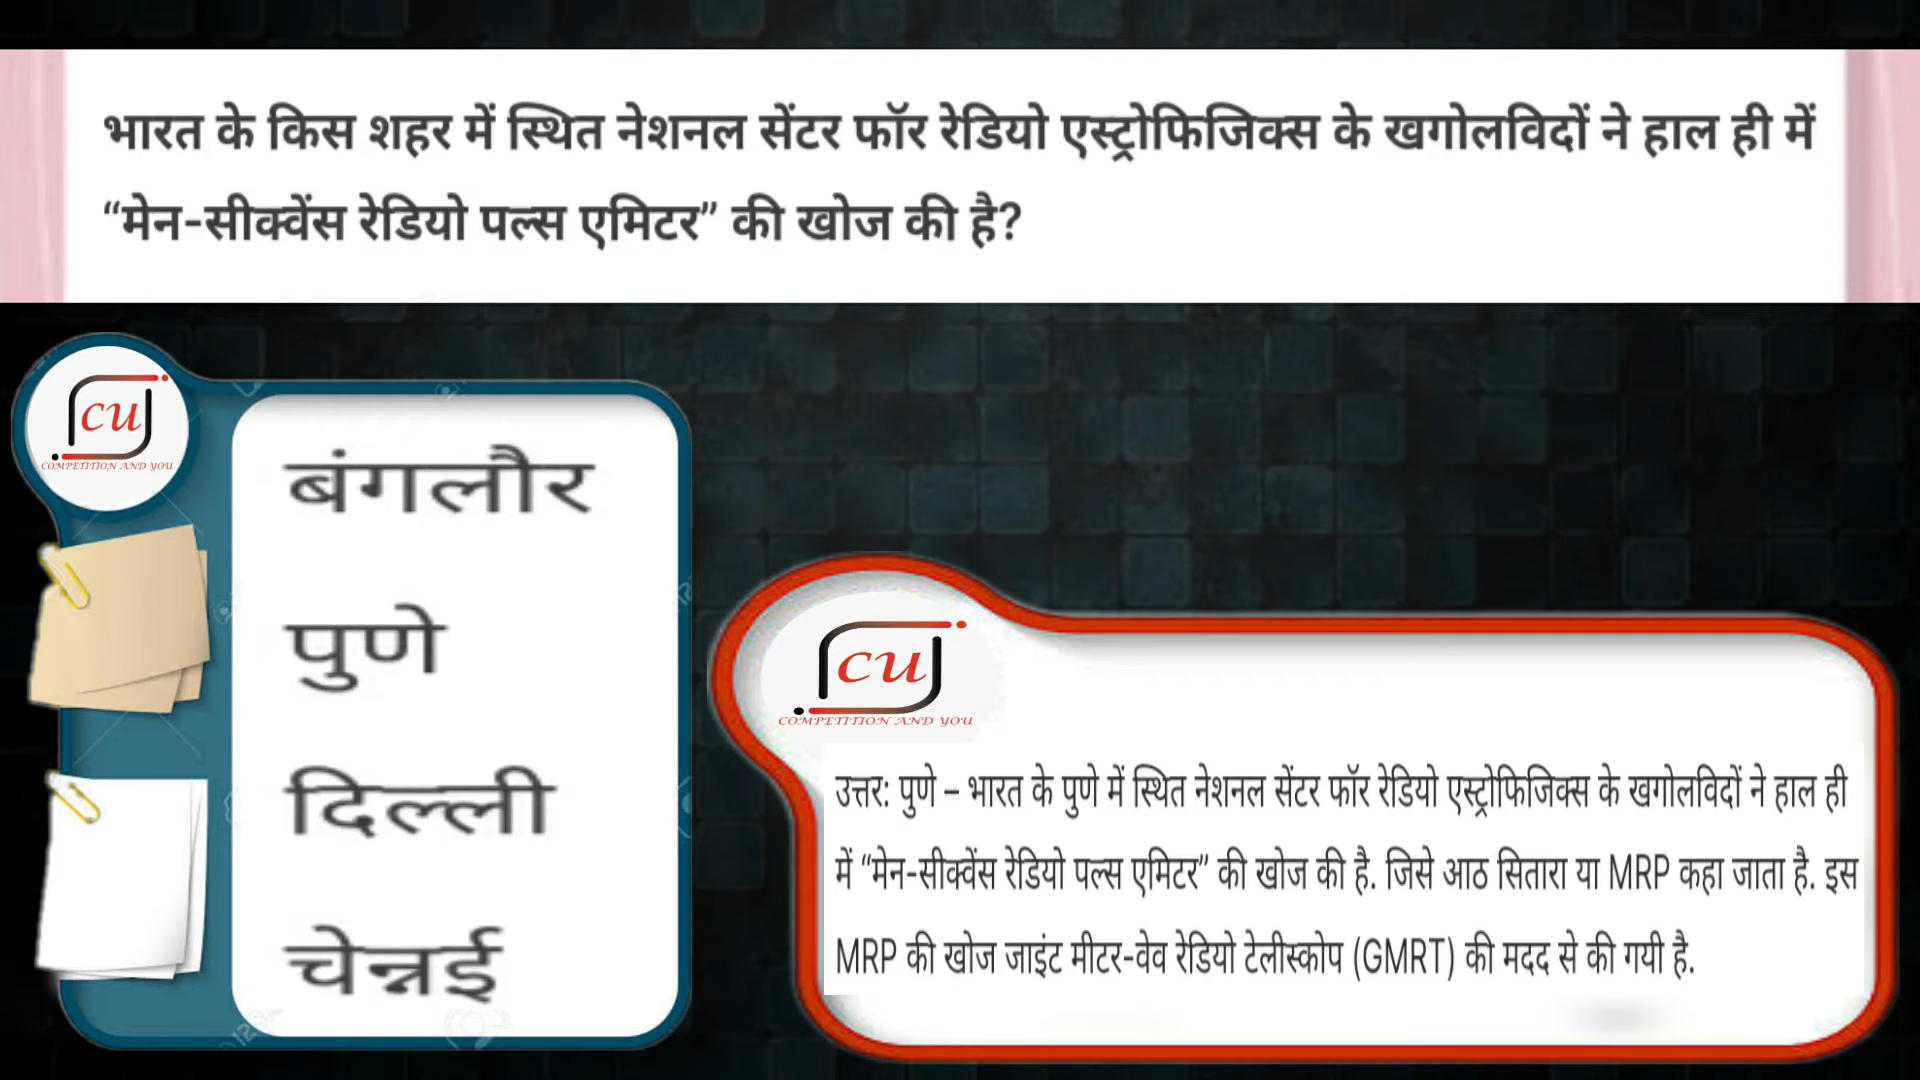 भारत के किस शहर में स्थित नेशनल सेंटर फॉर रेडियो एस्ट्रोफिजिक्स के खगोलविदों ने हाल ही में
“मेन-सीक्वेंस रेडियो पल्स एमिटर” की खोज की है?
CU
COMPETITION AND YOU
बंगलौर
पुणे
दिल्ली
चेन्नई
CU
COMPETITION AND YOU
उत्तर: पुणे – भारत के पुणे में स्थित नेशनल सेंटर फॉर रेडियो एस्ट्रोफिजिक्स के खगोलविदों ने हाल ही
में “मेन-सीक्वेंस रेडियो पल्स एमिटर” की खोज की है. जिसे आठ सितारा या MRP कहा जाता है. इस
MRP की खोज जाइंट मीटर-वेव रेडियो टेलीस्कोप (GMRT) की मदद से की गयी है.